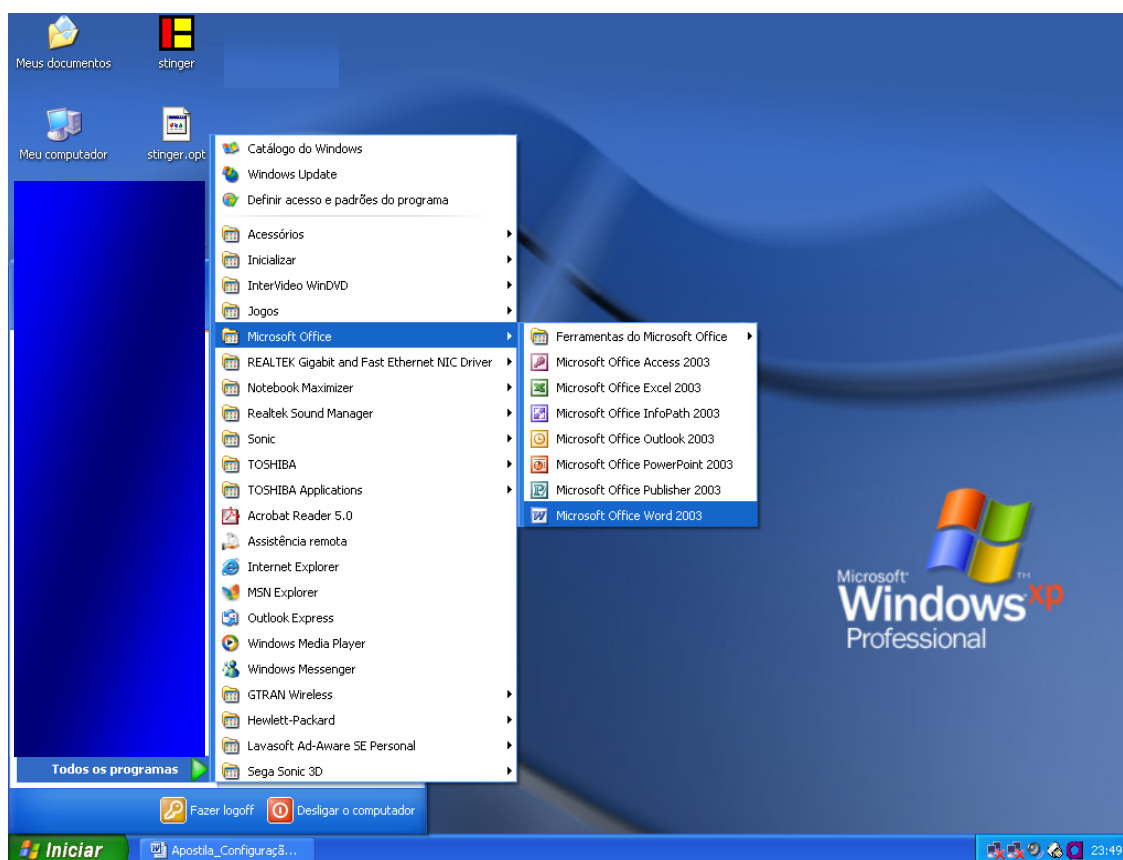 Meus documentos
stinger
Meu computador
stinger.opt
Catálogo do Windows
Windows Update
Definir acesso e padrões do programa
Acessórios
Inicializar
InterVideo WinDVD
Jogos
Microsoft Office
REALTEK Gigabit and Fast Ethernet NIC Driver
Notebook Maximizer
Realtek Sound Manager
Sonic
TOSHIBA
TOSHIBA Applications
Acrobat Reader 5.0
Assistência remota
Internet Explorer
MSN Explorer
Outlook Express
Windows Media Player
Windows Messenger
GTRAN Wireless
Hewlett-Packard
Lavasoft Ad-Aware SE Personal
Sega Sonic 3D
Ferramentas do Microsoft Office
Microsoft Office Access 2003
Microsoft Office Excel 2003
Microsoft Office InfoPath 2003
Microsoft Office Outlook 2003
Microsoft Office PowerPoint 2003
Microsoft Office Publisher 2003
Microsoft Office Word 2003
Microsoft
Windows xp TM
Professional
Todos os programas
Fazer logoff
Desligar o computador
Iniciar
Apostila_Configuraçã...
23:49